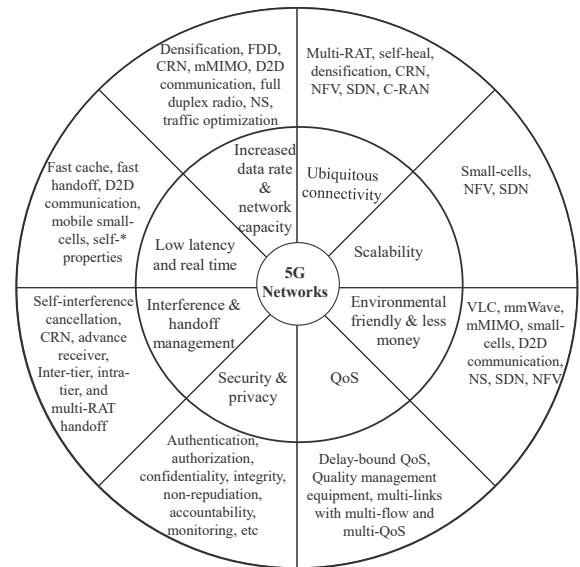 Densification, FDD,
CRN, mMIMO, D2D
communication, full
duplex radio, NS,
traffic optimization
Multi-RAT, self-heal,
densification, CRN,
NFV, SDN, C-RAN
Small-cells,
NFV, SDN
VLC, mmWave,
mMIMO, small-
cells, D2D
communication,
NS, SDN, NFV
Delay-bound QoS,
Quality management
equipment, multi-links
with multi-flow and
multi-QoS
Authentication,
authorization,
confidentiality, integrity,
non-repudiation,
accountability,
monitoring, etc
Self-interference
cancellation,
CRN, advance
receiver,
Inter-tier, intra-
tier, and
multi-RAT
handoff
Fast cache, fast
handoff, D2D
communication,
mobile small-
cells, self-*
properties
Increased
data rate
&
network
capacity
Ubiquitous
connectivity
Scalability
Environmental
friendly & less
money
QoS
Security &
privacy
Interference &
handoff
management
Low latency
and real time
5G
Networks